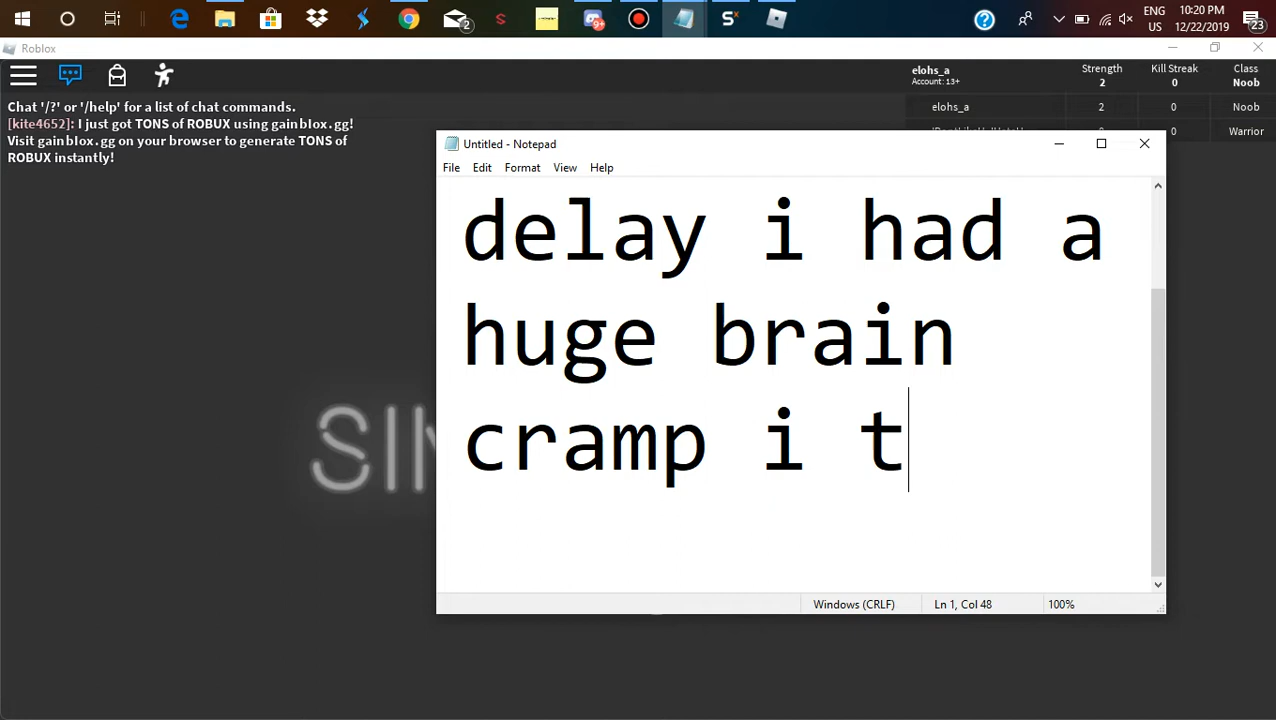 ENG
10:20 PM
US
12/22/2019
2
9+
23
Roblox
elohs_a
Account: 13+
Strength
2
Kill Streak
0
Class
Noob
elohs_a 2 0 Noob
0 Warrior
Chat '/?' or '/help' for a list of chat commands.
[kite4652]: I just got TONS of ROBUX using gainblox.gg!
Visit gainblox.gg on your browser to generate TONS of
ROBUX instantly!
Untitled - Notepad
File Edit Format View Help
delay i had a
huge brain
cramp i t
SIM
Windows (CRLF) Ln 1, Col 48 100%